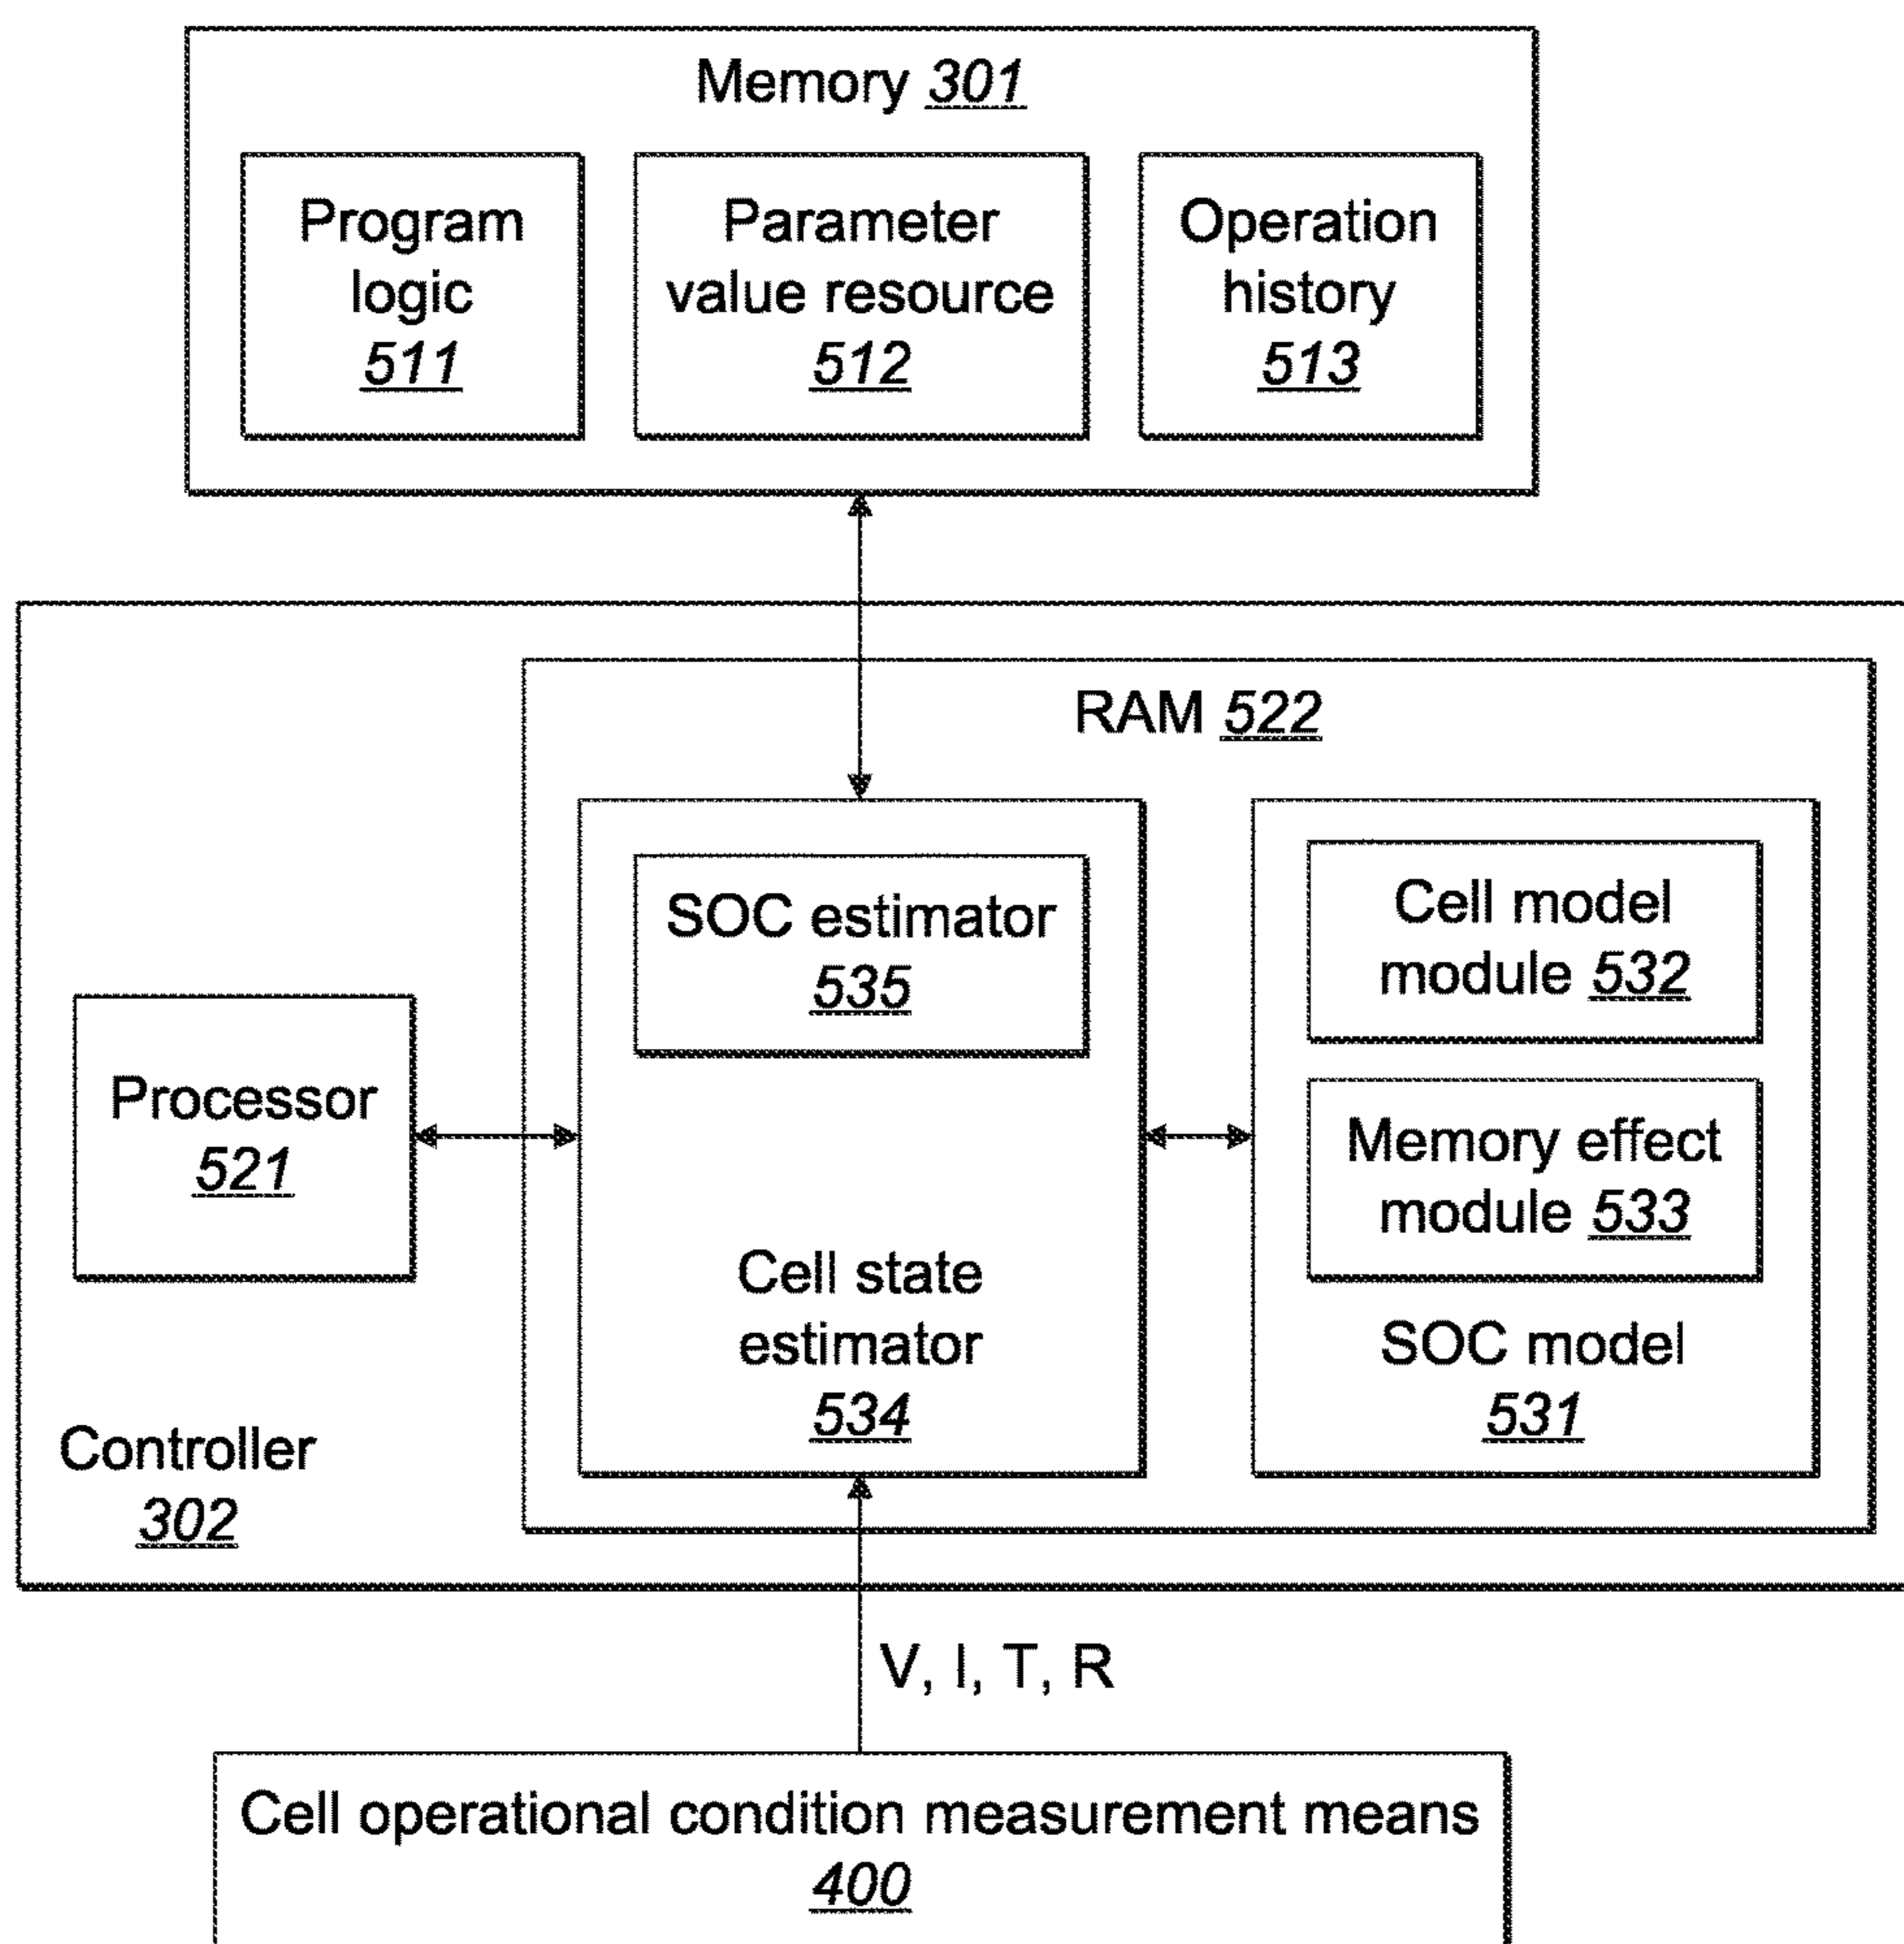 Memory 301
Program
logic
511
Parameter
value resource
512
Operation
history
513
RAM 522
SOC estimator
535
Cell model
module 532
Processor
521
Memory effect
module 533
Cell state
estimator
534
SOC model
531
Controller
302
V, I, T, R
Cell operational condition measurement means
400